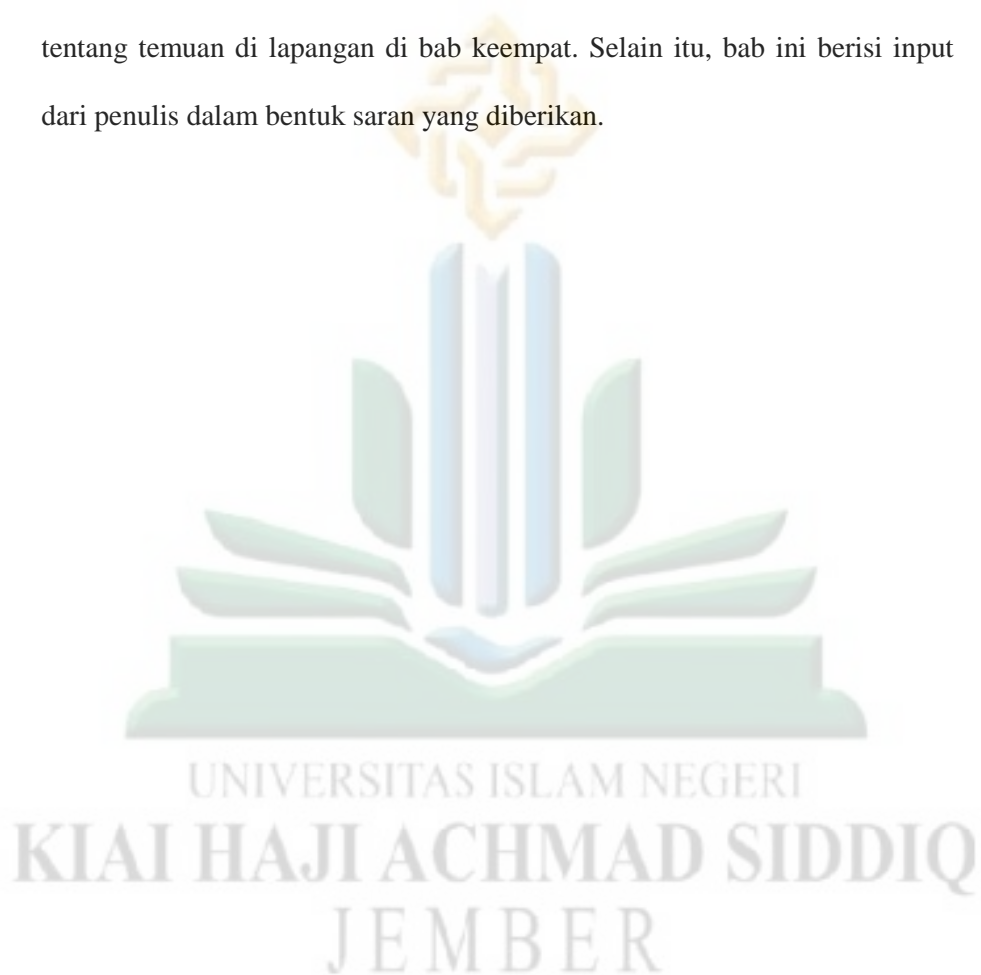 tentang temuan di lapangan di bab keempat. Selain itu, bab ini berisi input
dari penulis dalam bentuk saran yang diberikan.
UNIVERSITAS ISLAM NEGERI
KIAI HAJI ACHMAD SIDDIQ
JEMBER